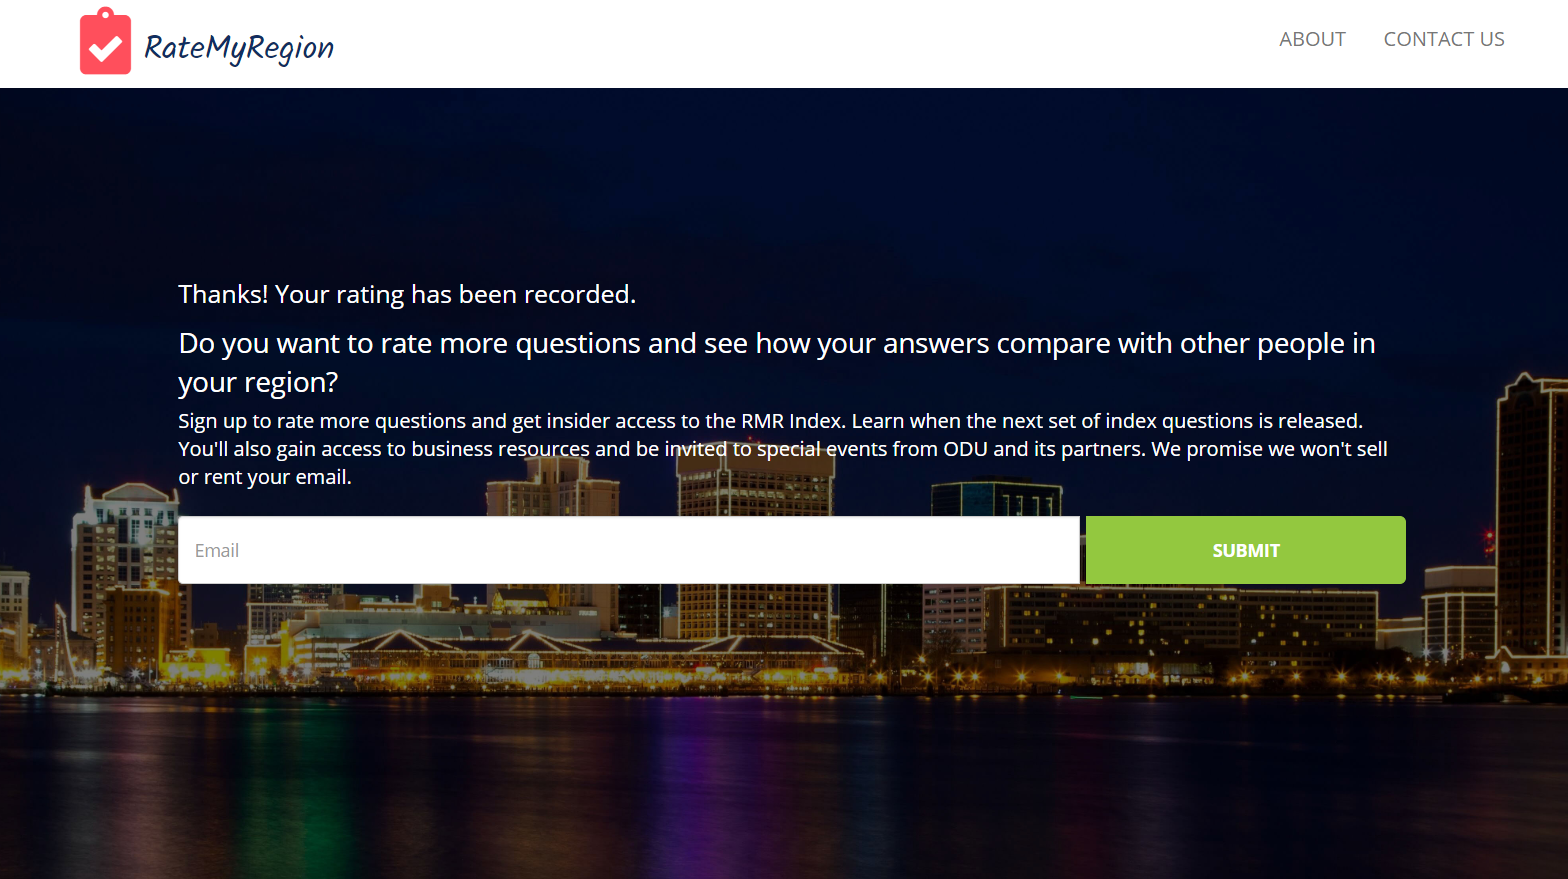 RateMyRegion
ABOUT
CONTACT US
Thanks! Your rating has been recorded.
Do you want to rate more questions and see how your answers compare with other people in
your region?
Sign up to rate more questions and get insider access to the RMR Index. Learn when the next set of index questions is released.
You'll also gain access to business resources and be invited to special events from ODU and its partners. We promise we won't sell
or rent your email.
Email
SUBMIT